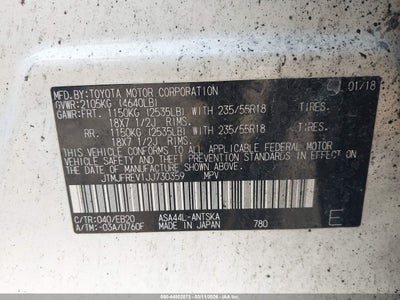 MFD.BY:TOYOTA MOTOR CORPORATION 01/18
GVWR:2105KG (4640LB)
GAWR:FRT. 1150KG (2535LB) WITH 235/55R18 TIRES,
18X7 1/2J RIMS,
RR. 1150KG (2535LB) WITH 235/55R18 TIRES,
18X7 1/2J RIMS,
THIS VEHICLE CONFORMS TO ALL APPLICABLE FEDERAL MOTOR
VEHICLE SAFETY, BUMPER, AND THEFT PREVENTION STANDARDS
IN EFFECT ON THE DATE OF MANUFACTURE SHOWN ABOVE.
JTMJFREV1JJ730359 MPV
C/TR:040/EB20 ASA44L-ANTSKA
A/TM:-03A/U760F MADE IN JAPAN 780 E